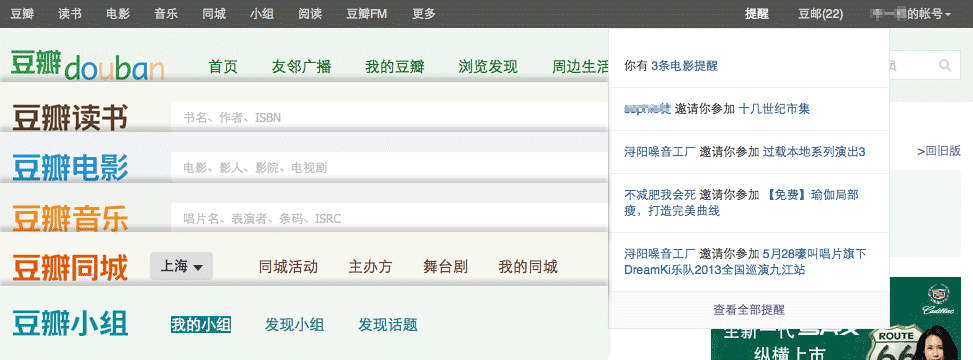 豆瓣 读书 电影 音乐 同城 小组 阅读 豆瓣FM 更多 提醒 豆邮(22) 的帐号
豆瓣douban 首页 友邻广播 我的豆瓣 浏览发现 周边生活
你有 3条电影提醒
邀请你参加 十几世纪市集
浔阳噪音工厂 邀请你参加 过载本地系列演出3
不减肥我会死 邀请你参加 【免费】瑜伽局部
瘦，打造完美曲线
浔阳噪音工厂 邀请你参加 5月28嚎叫唱片旗下
DreamKi乐队2013全国巡演九江站
查看全部提醒
>回旧版
豆瓣读书 书名、作者、ISBN
豆瓣电影 电影、影人、影院、电视剧
豆瓣音乐 唱片名、表演者、条码、ISRC
豆瓣同城 上海 同城活动 主办方 舞台剧 我的同城
豆瓣小组 我的小组 发现小组 发现话题
Cadillac
纵横上市
ROUTE
66